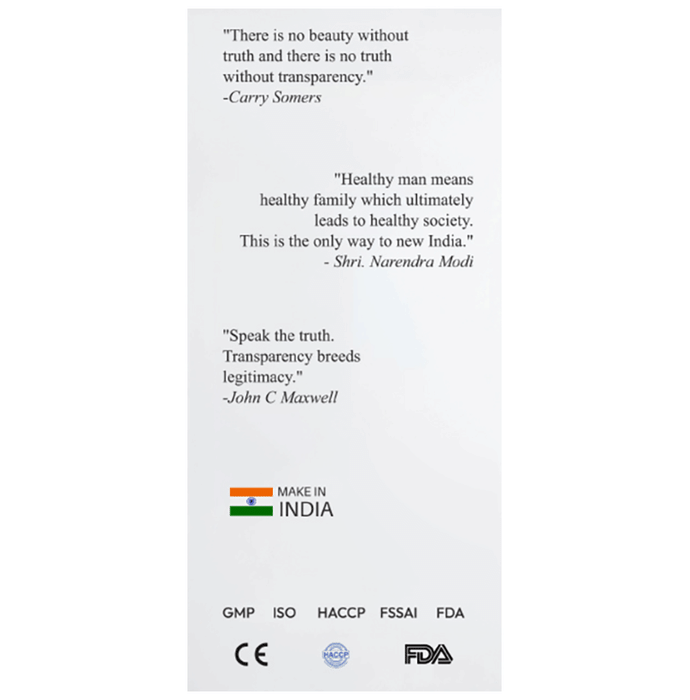 "There is no beauty without
truth and there is no truth
without transparency."
-Carry Somers
"Healthy man means
healthy family which ultimately
leads to healthy society.
This is the only way to new India."
- Shri. Narendra Modi
"Speak the truth.
Transparency breeds
legitimacy."
-John C Maxwell
MAKE IN
INDIA
GMP ISO HACCP FSSAI FDA
CE HACCP FDA